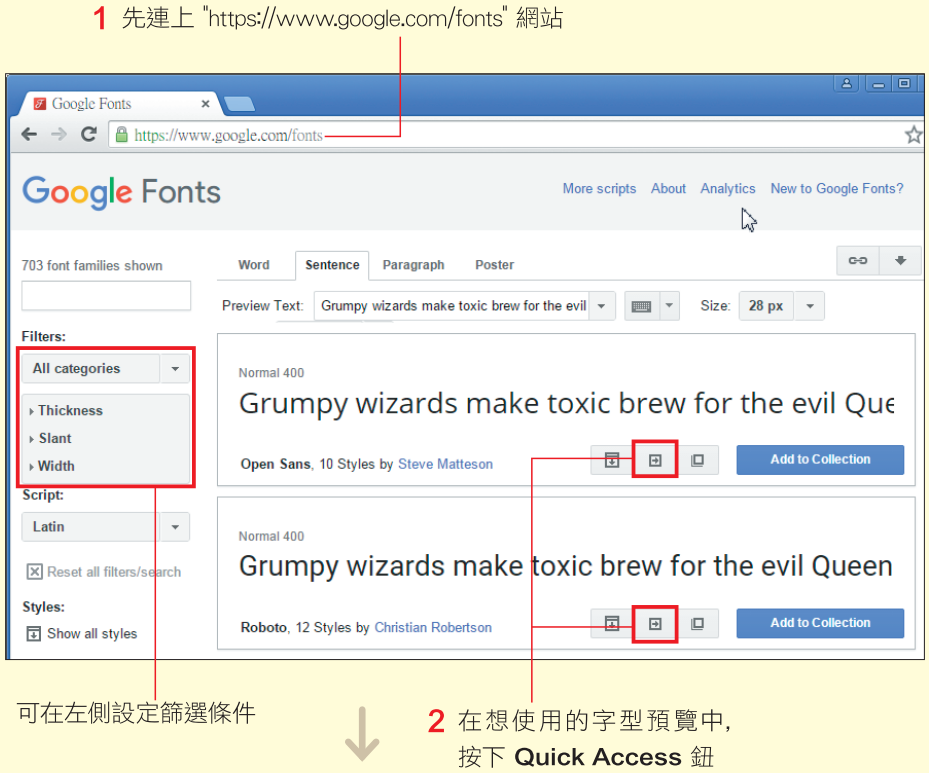 1 先連上 "https://www.google.com/fonts" 網站
Google Fonts
https://www.google.com/fonts
Google Fonts
More scripts About Analytics New to Google Fonts?
703 font families shown
Word Sentence Paragraph Poster
Preview Text: Grumpy wizards make toxic brew for the evil Size: 28 px
Filters:
All categories
Thickness
Slant
Width
Script:
Latin
Reset all filters/search
Styles:
Show all styles
Normal 400
Grumpy wizards make toxic brew for the evil Que
Open Sans, 10 Styles by Steve Matteson
Add to Collection
Normal 400
Grumpy wizards make toxic brew for the evil Queen
Roboto, 12 Styles by Christian Robertson
Add to Collection
可在左側設定篩選條件
2 在想使用的字型預覽中,
按下 Quick Access 鈕